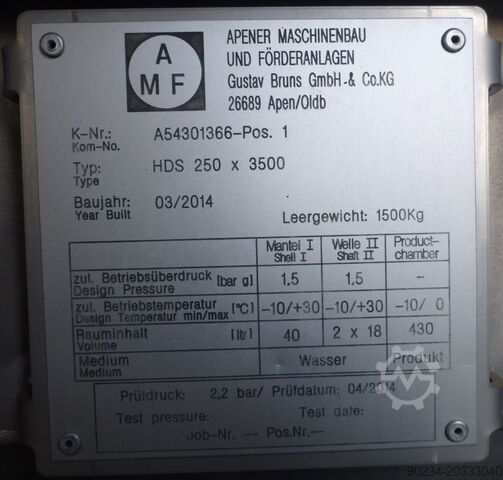 A
M F
APENER MASCHINENBAU
UND FÖRDERANLAGEN
Gustav Bruns GmbH & Co.KG
26689 Apen/Oldb
K-Nr.: A54301366-Pos. 1
Kom-No.
Typ: HDS 250 x 3500
Type
Baujahr: 03/2014
Year Built
Leergewicht: 1500Kg
Mantel I Welle II Product-
Shell I Shaft II chamber
zul. Betriebsüberdruck [bar g] 1,5 1,5 -
Design Pressure
zul. Betriebstemperatur [°C] -10/+30 -10/+30 -10/ 0
Design Temperatur min/max
Rauminhalt [ltr] 40 2 x 18 430
Volume
Medium Wasser Produkt
Medium
Prüfdruck: 2,2 bar/ Prüfdatum: 04/2014
Test pressure: Test date:
Job-Nr. -- Pos.Nr.--
90234-20333040